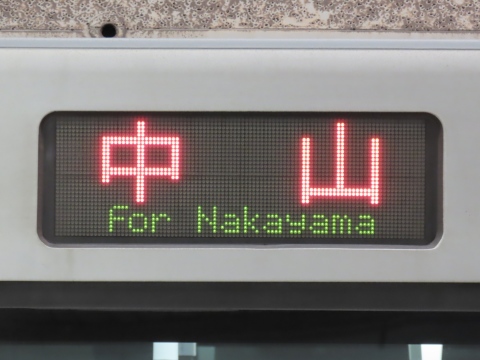 中山
For Nakayama